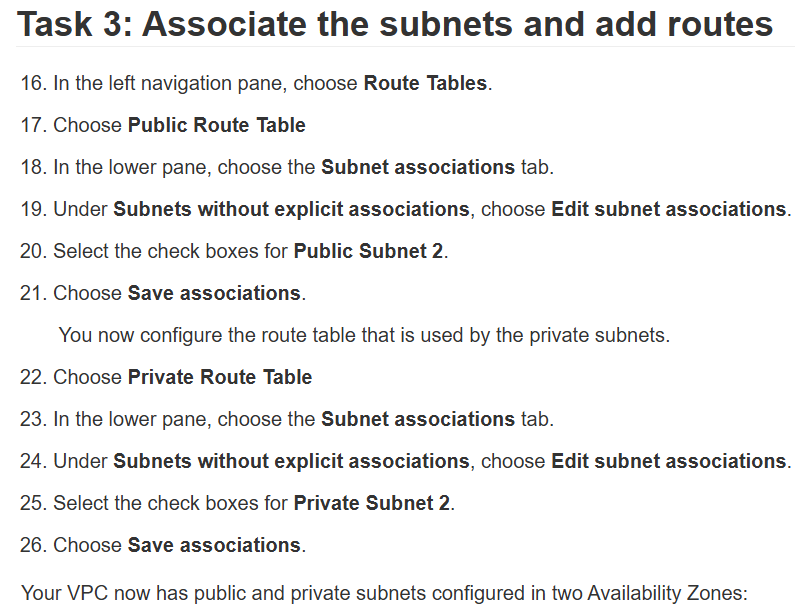 Task 3: Associate the subnets and add routes
16. In the left navigation pane, choose Route Tables.
17. Choose Public Route Table
18. In the lower pane, choose the Subnet associations tab.
19. Under Subnets without explicit associations, choose Edit subnet associations.
20. Select the check boxes for Public Subnet 2.
21. Choose Save associations.
You now configure the route table that is used by the private subnets.
22. Choose Private Route Table
23. In the lower pane, choose the Subnet associations tab.
24. Under Subnets without explicit associations, choose Edit subnet associations.
25. Select the check boxes for Private Subnet 2.
26. Choose Save associations.
Your VPC now has public and private subnets configured in two Availability Zones: